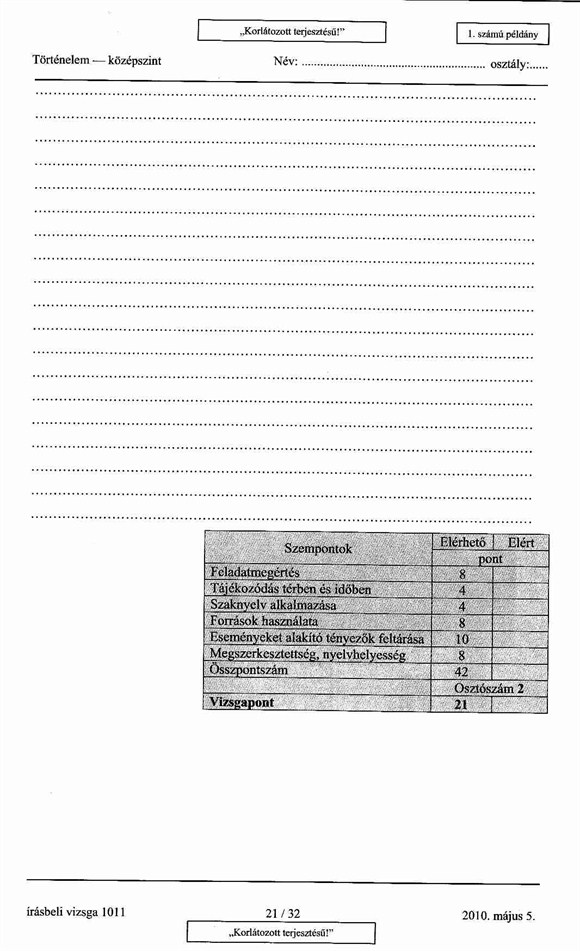 „Korlátozott terjesztésű!”
1. számú példány
Történelem — középszint Név: .............................................................. osztály:......
Szempontok Elérhető Elért
pont
Feladatmegértés 8
Tájékozódás térben és időben 4
Szaknyelv alkalmazása 4
Források használata 8
Eseményeket alakító tényezők feltárása 10
Megszerkesztettség, nyelvhelyesség 8
Összpontszám 42
Osztószám 2
Vizsgapont 21
írásbeli vizsga 1011 21 / 32 2010. május 5.
„Korlátozott terjesztésű!”